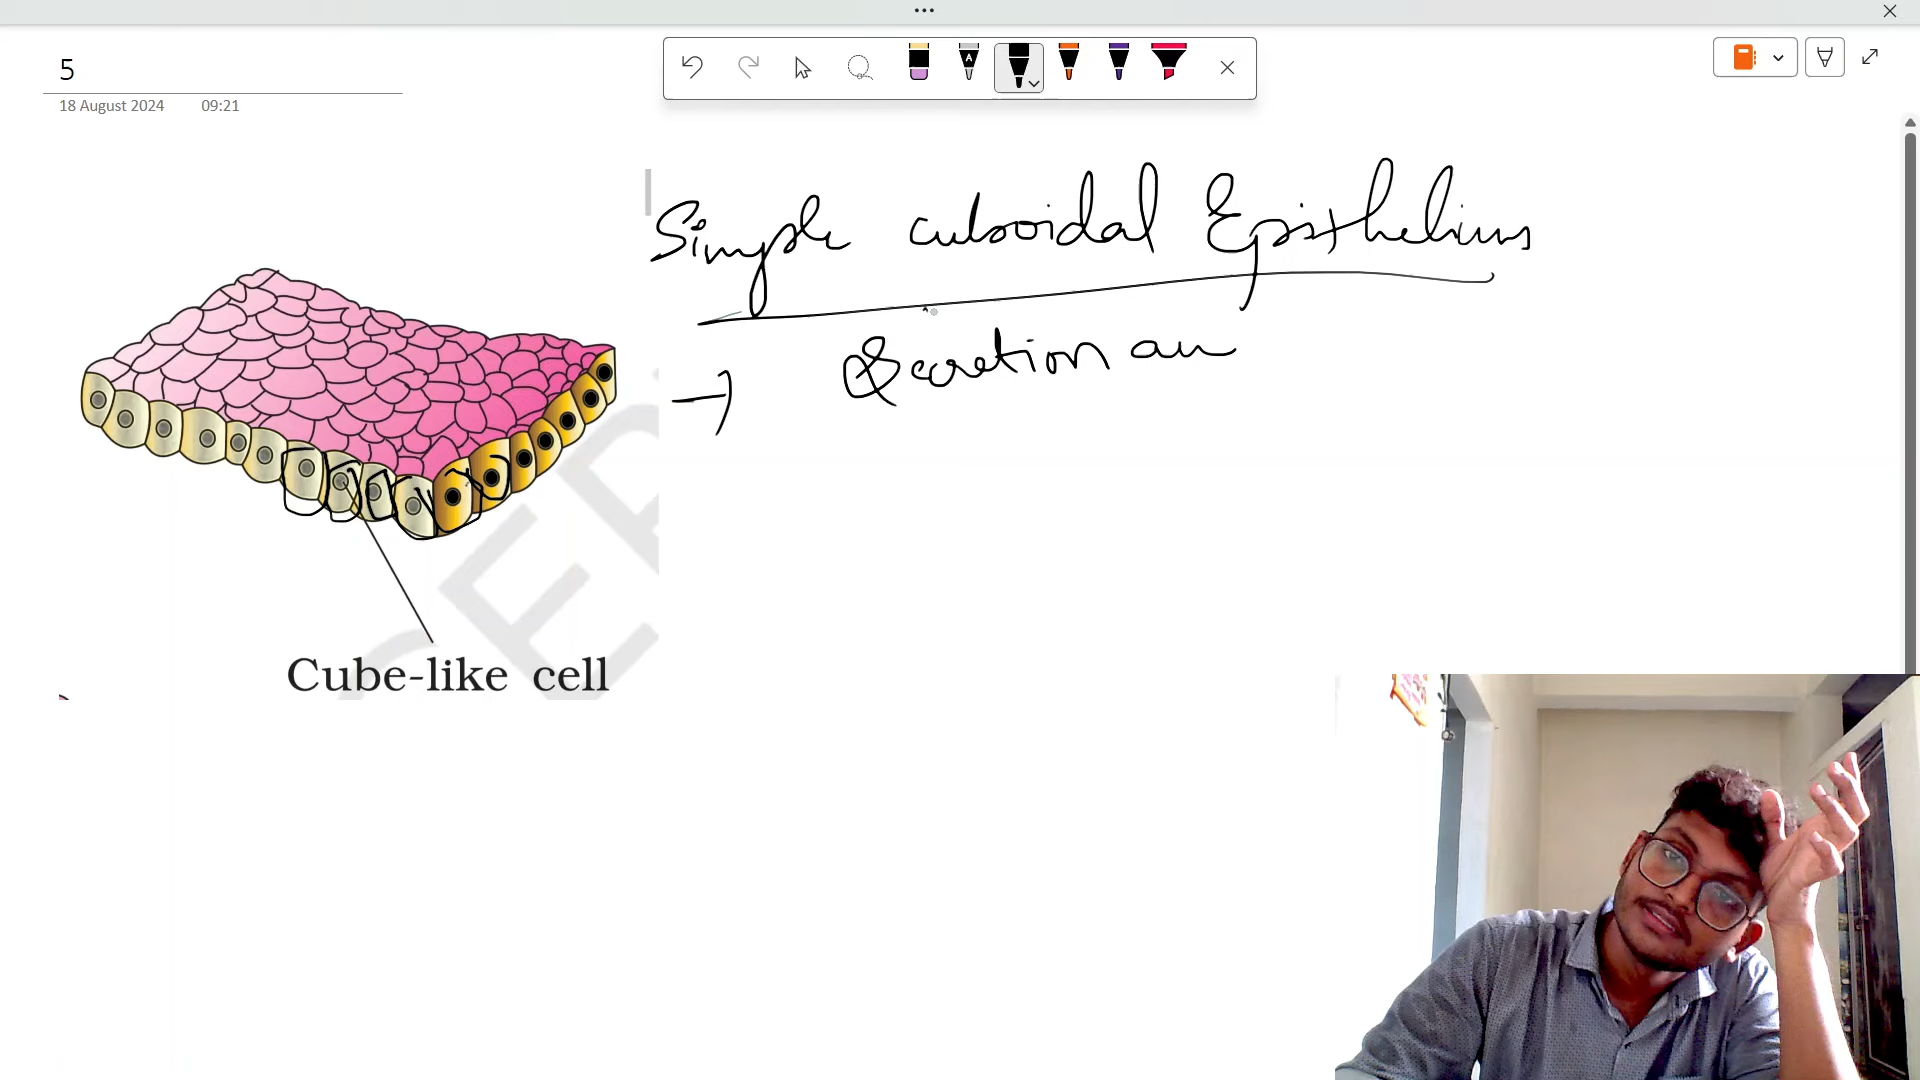 5
18 August 2024 09:21
Simple cuboidal Epithelium
→ Secretion an
Cube-like cell